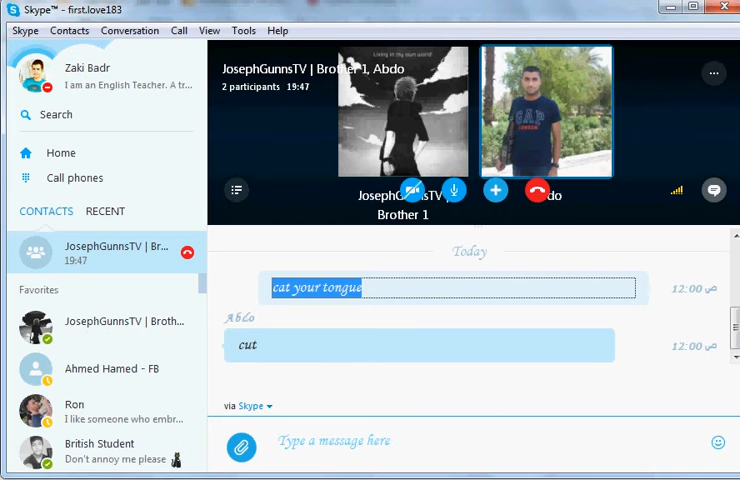 Skype™ - first.love183
Skype Contacts Conversation Call View Tools Help
Zaki Badr
I am an English Teacher. A tr...
Search
Home
Call phones
CONTACTS RECENT
JosephGunnsTV | Br...
19:47
Favorites
JosephGunnsTV | Broth...
Ahmed Hamed - FB
Ron
I like someone who embr...
British Student
Don't annoy me please
JosephGunnsTV | Brother 1, Abdo
2 participants 19:47
Living in my own world
GAP
LONDON
JosephGunnsTV |
Brother 1
Today
cat your tongue
12:00 ص
Abdo
cut
12:00 ص
via Skype
Type a message here